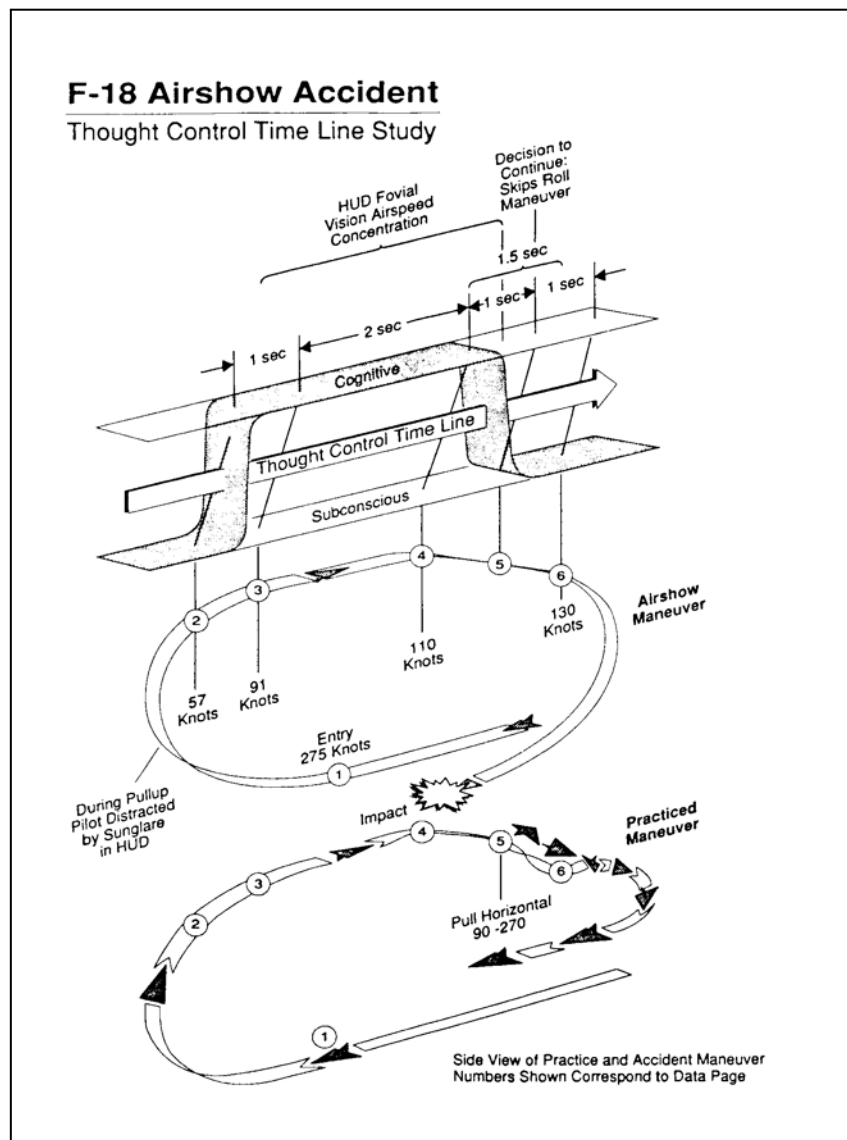 F-18 Airshow Accident
Thought Control Time Line Study
Decision to
Continue:
Skips Roll
Maneuver
HUD Fovial
Vision Airspeed
Concentration
1.5 sec
1 sec
1 sec
2 sec
1 sec
Cognitive
Thought Control Time Line
Subconscious
4
5
6
3
2
130
Knots
Airshow
Maneuver
110
Knots
91
Knots
57
Knots
Entry
275 Knots
1
During Pullup
Pilot Distracted
by Sunglare
in HUD
Impact
Practiced
Maneuver
4
5
6
3
2
Pull Horizontal
90 -270
1
Side View of Practice and Accident Maneuver
Numbers Shown Correspond to Data Page